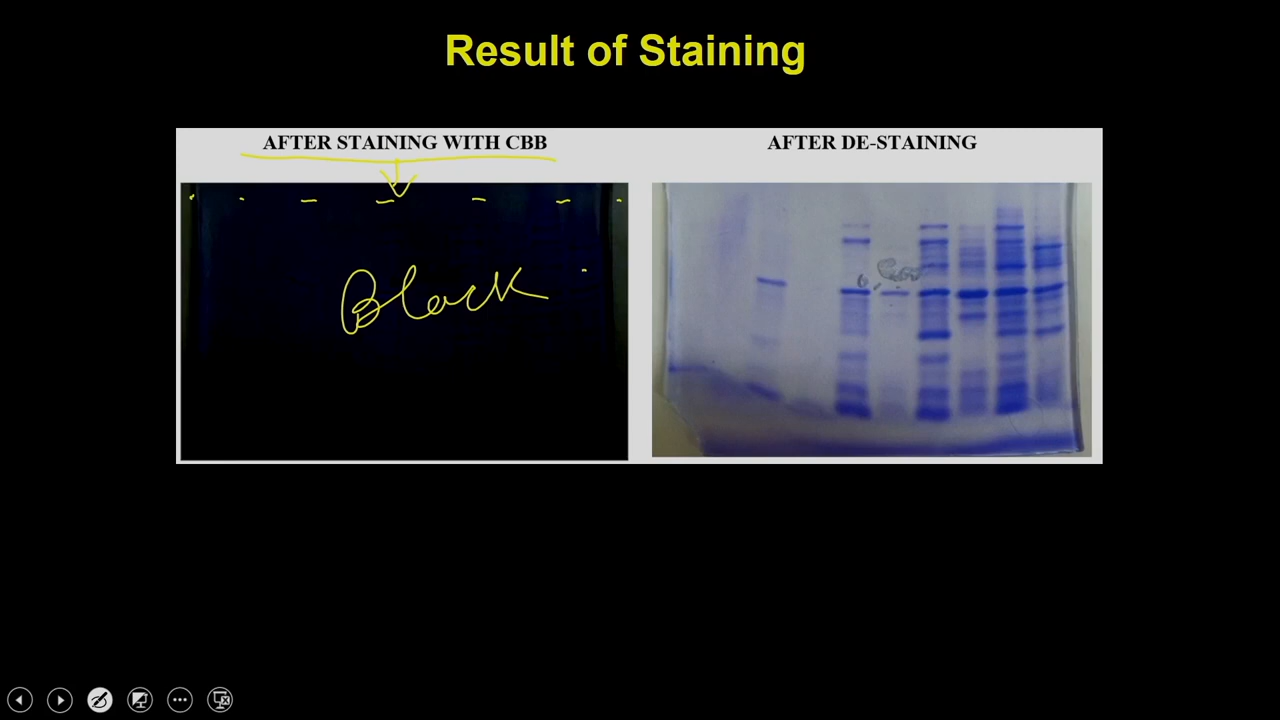 Result of Staining
AFTER STAINING WITH CBB
AFTER DE-STAINING
Black